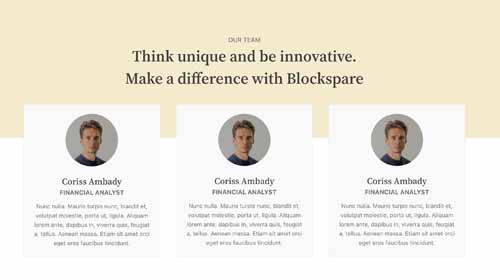 OUR TEAM
Think unique and be innovative.
Make a difference with Blockspare
Coriss Ambady
FINANCIAL ANALYST
Nunc nulla. Mauris turpis nunc, blandit et,
volutpat molestie, porta ut, ligula. Aliquam
lorem ante, dapibus in, viverra quis, feugiat
a, tellus. Aenean massa. Etiam sit amet orci
eget eros faucibus tincidunt.
Coriss Ambady
FINANCIAL ANALYST
Nunc nulla. Mauris turpis nunc, blandit et,
volutpat molestie, porta ut, ligula. Aliquam
lorem ante, dapibus in, viverra quis, feugiat
a, tellus. Aenean massa. Etiam sit amet orci
eget eros faucibus tincidunt.
Coriss Ambady
FINANCIAL ANALYST
Nunc nulla. Mauris turpis nunc, blandit et,
volutpat molestie, porta ut, ligula. Aliquam
lorem ante, dapibus in, viverra quis, feugiat
a, tellus. Aenean massa. Etiam sit amet orci
eget eros faucibus tincidunt.